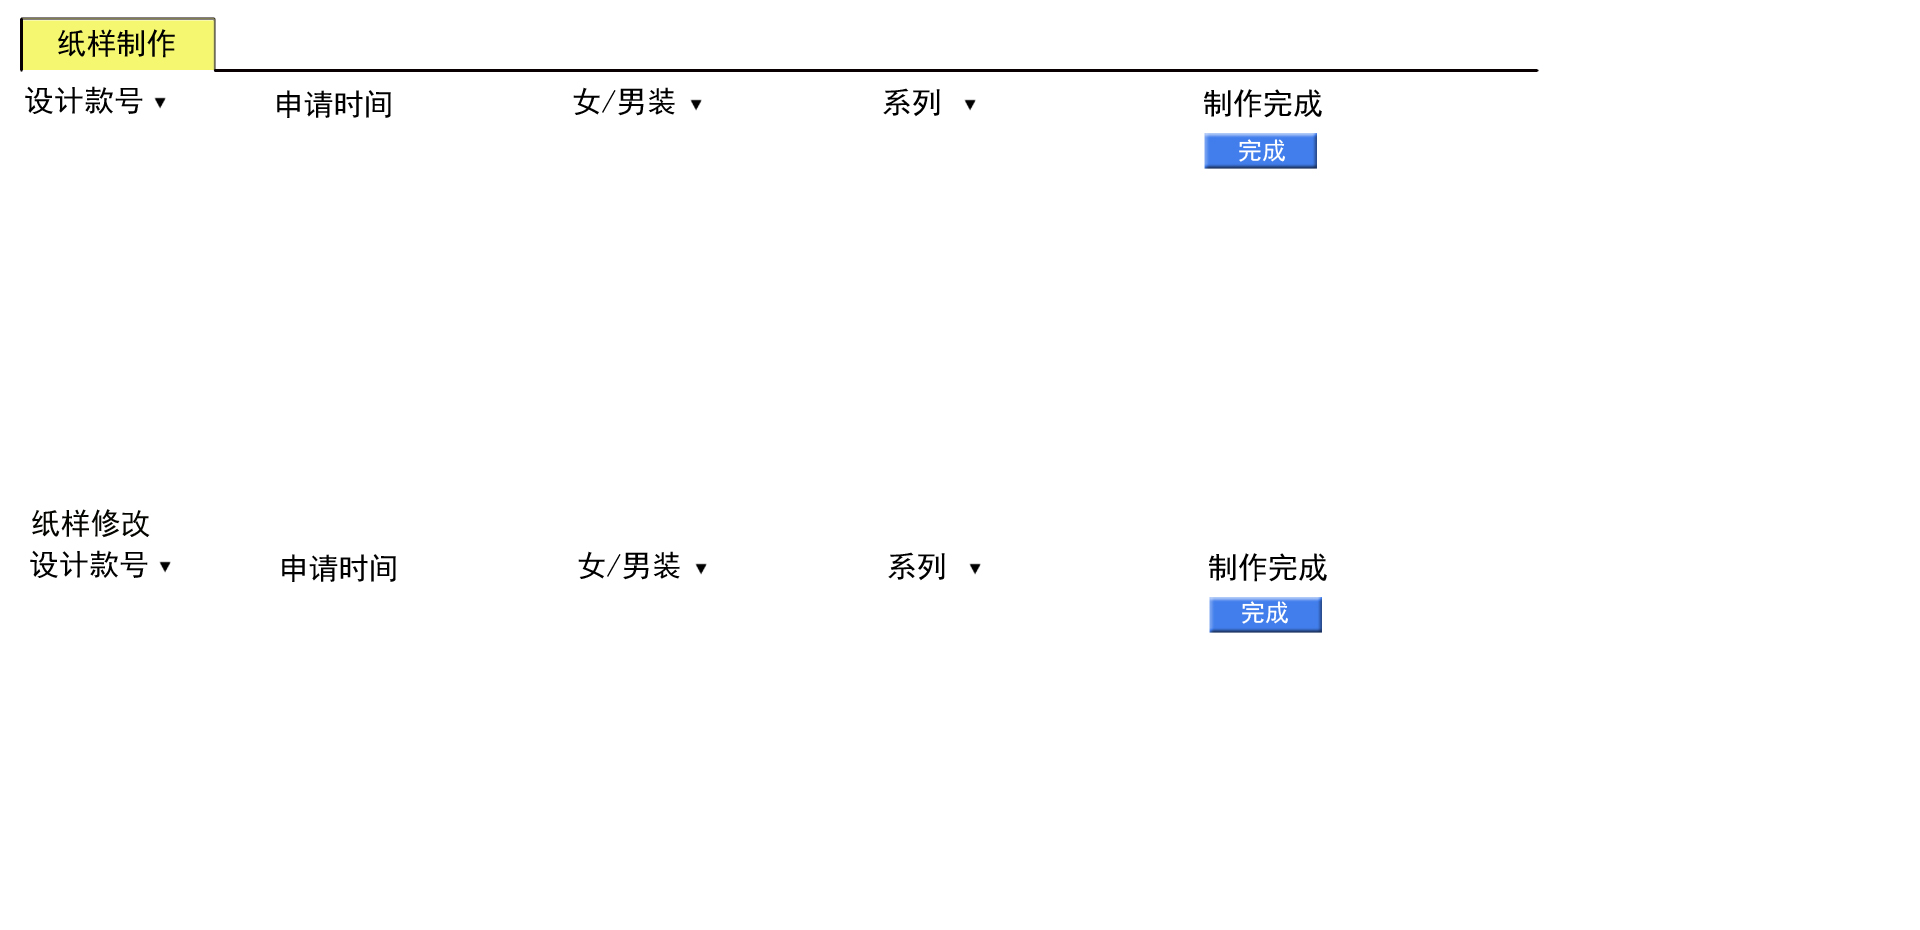 纸样制作
设计款号 ▼ 申请时间 女/男装 ▼ 系列 ▼ 制作完成
完成
纸样修改
设计款号 ▼ 申请时间 女/男装 ▼ 系列 ▼ 制作完成
完成